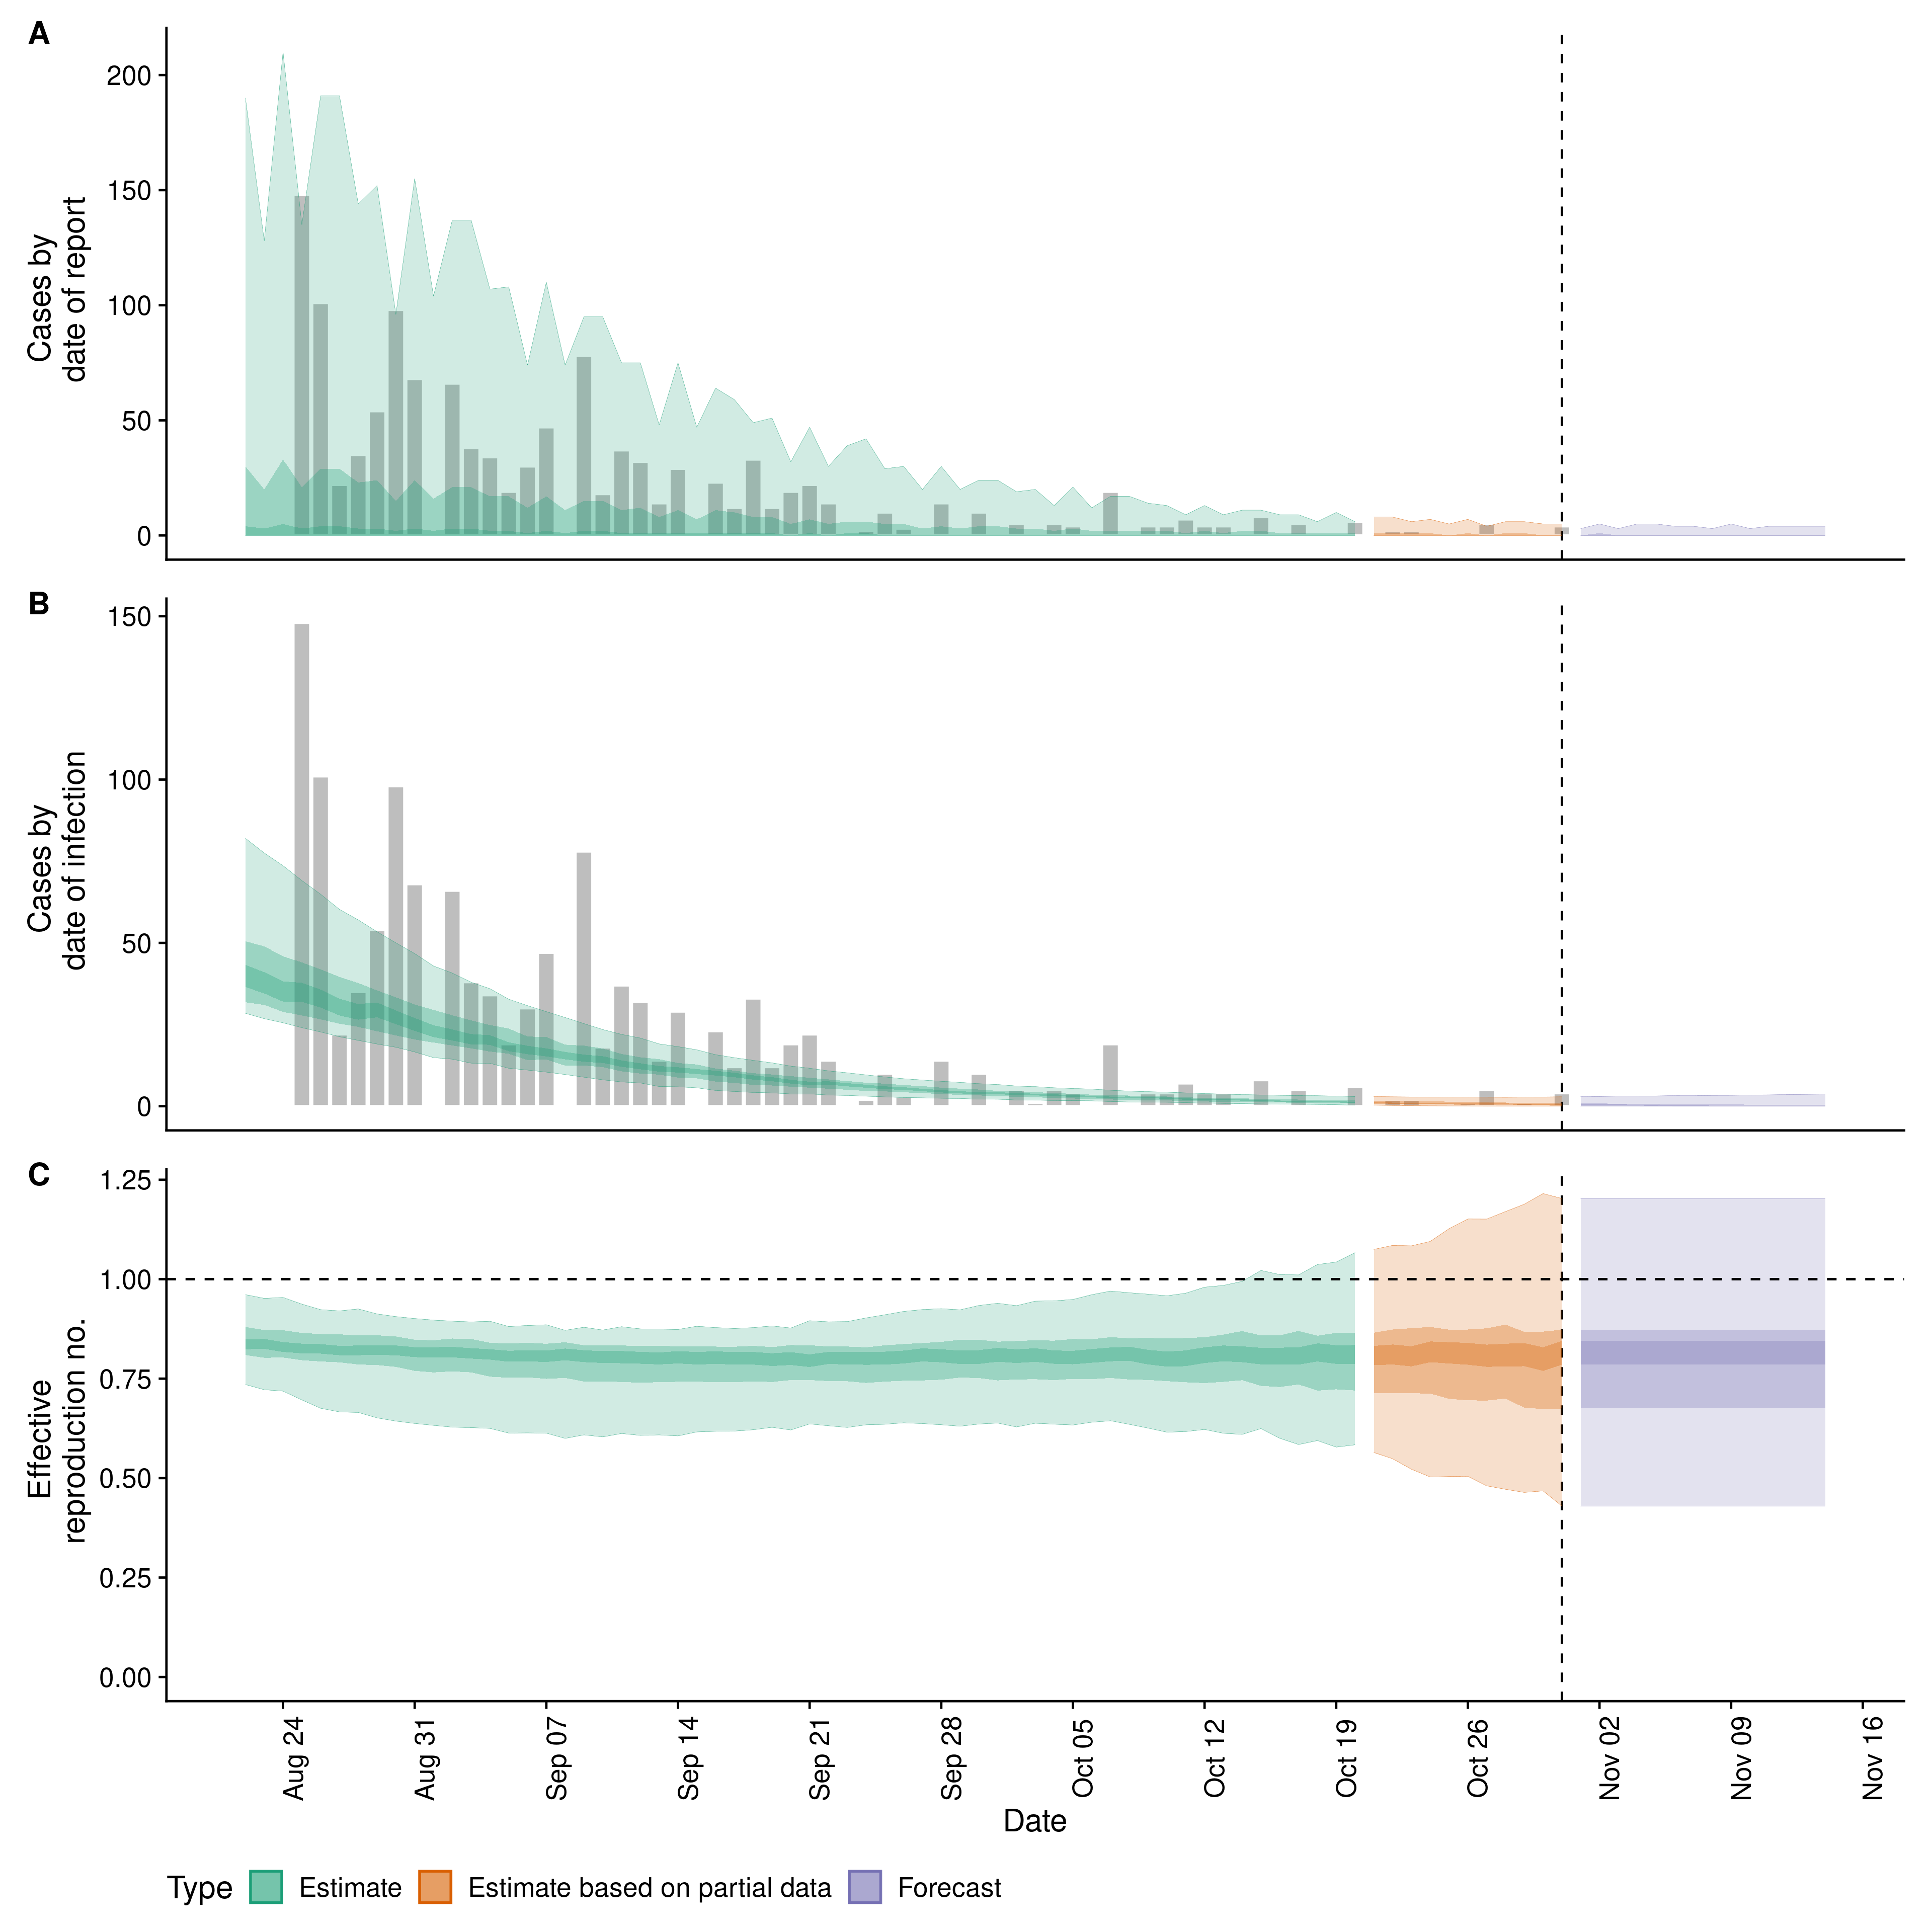 A
200
150
100
50
0
Cases by
date of report
B
150
100
50
0
Cases by
date of infection
C
1.25
1.00
0.75
0.50
0.25
0.00
Effective
reproduction no.
Aug 24
Aug 31
Sep 07
Sep 14
Sep 21
Sep 28
Oct 05
Oct 12
Oct 19
Oct 26
Nov 02
Nov 09
Nov 16
Date
Type Estimate Estimate based on partial data Forecast